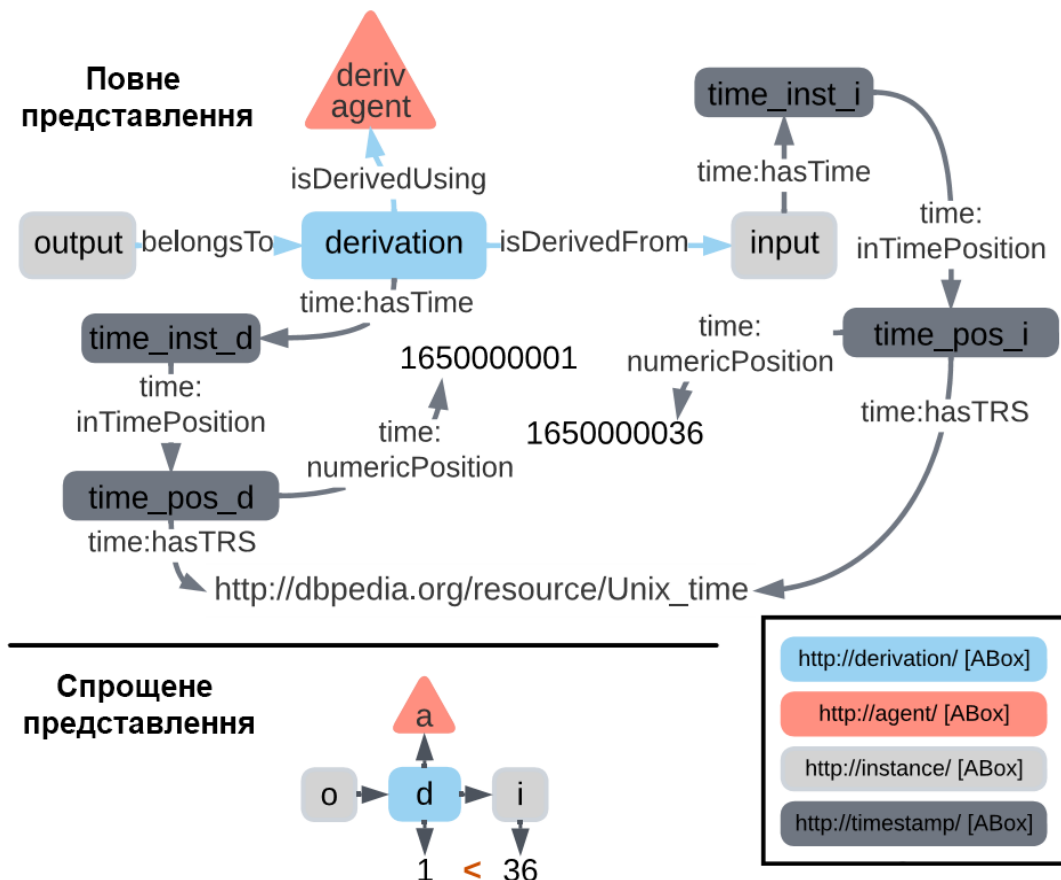 Повне
представлення
deriv
agent
time_inst_i
isDerivedUsing
time:hasTime
output
belongsTo
derivation
isDerivedFrom
input
time:
inTimePosition
time:hasTime
time_inst_d
time:
numericPosition
time_pos_i
1650000001
time:
inTimePosition
time:
numericPosition
1650000036
time:hasTRS
time_pos_d
time:hasTRS
http://dbpedia.org/resource/Unix_time
Спрощене
представлення
a
o
d
i
1 < 36
http://derivation/ [ABox]
http://agent/ [ABox]
http://instance/ [ABox]
http://timestamp/ [ABox]